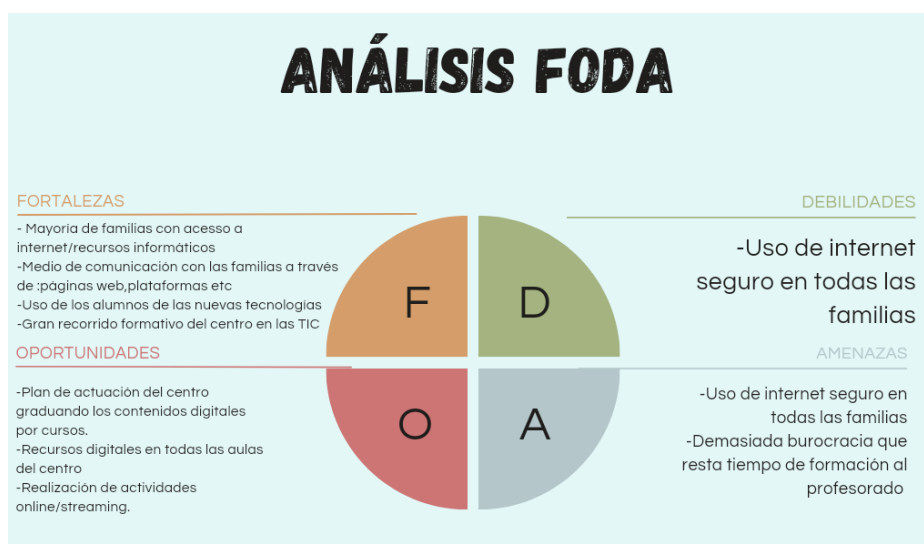 ANÁLISIS FODA
FORTALEZAS
- Mayoria de familias con acceso a
internet/recursos informáticos
-Medio de comunicación con las familias a través
de :páginas web,plataformas etc
-Uso de los alumnos de las nuevas tecnologias
-Gran recorrido formativo del centro en las TIC
DEBILIDADES
-Uso de internet
seguro en todas las
familias
F
D
OPORTUNIDADES
-Plan de actuación del centro
graduando los contenidos digitales
por cursos.
-Recursos digitales en todas las aulas
del centro
-Realización de actividades
online/streaming.
AMENAZAS
-Uso de internet seguro en
todas las familias
-Demasiada burocracia que
resta tiempo de formación al
profesorado
O
A